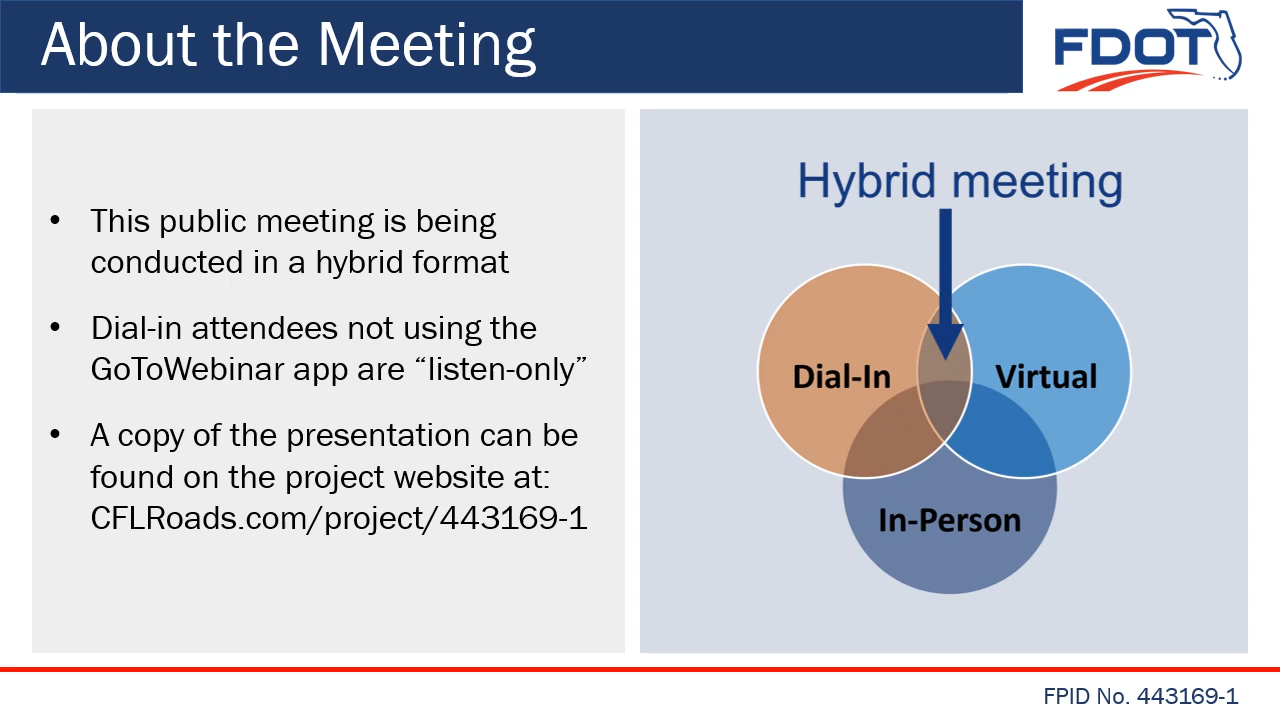 About the Meeting
FDOT
• This public meeting is being
conducted in a hybrid format
• Dial-in attendees not using the
GoToWebinar app are “listen-only”
• A copy of the presentation can be
found on the project website at:
CFLRoads.com/project/443169-1
Hybrid meeting
Dial-In
Virtual
In-Person
FPID No. 443169-1